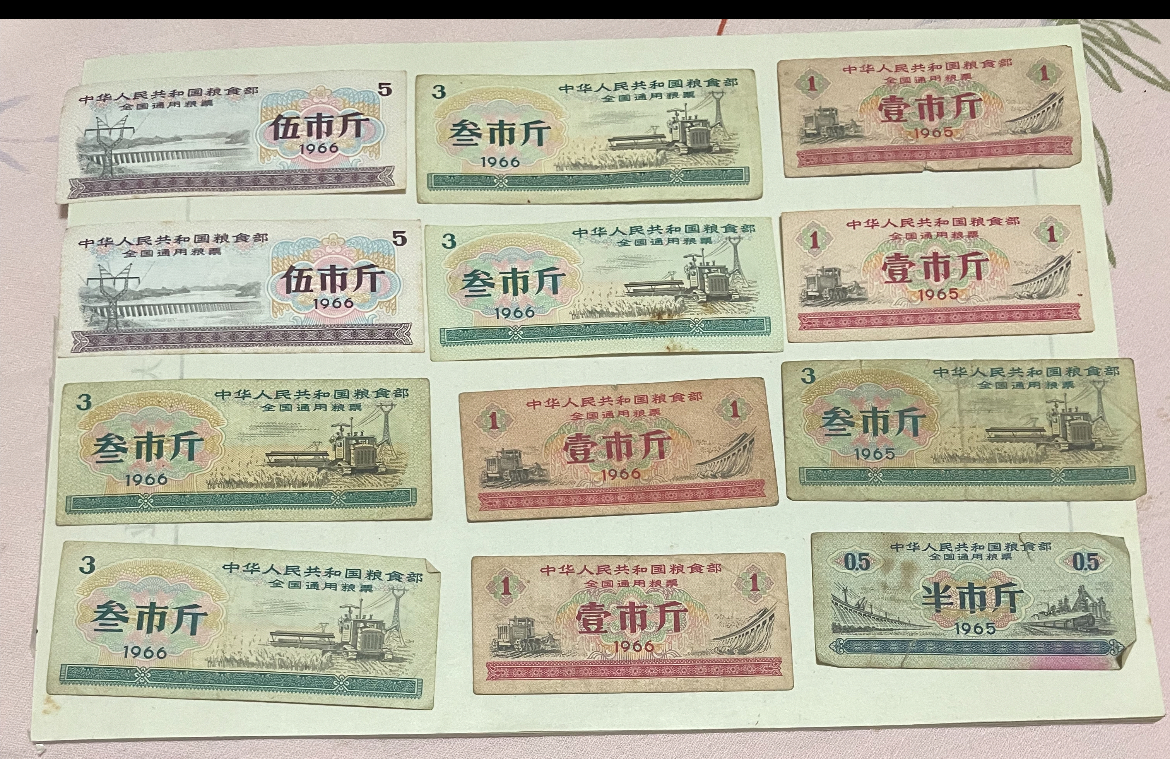 中华人民共和国粮食部 5
全国通用粮票
伍市斤
1966
3 中华人民共和国粮食部
全国通用粮票
叁市斤
1966
中华人民共和国粮食部
1 全国通用粮票 1
壹市斤
1965
中华人民共和国粮食部 5
全国通用粮票
伍市斤
1966
3 中华人民共和国粮食部
全国通用粮票
叁市斤
1966
中华人民共和国粮食部
1 全国通用粮票 1
壹市斤
1965
3 中华人民共和国粮食部
全国通用粮票
叁市斤
1966
中华人民共和国粮食部
1 全国通用粮票 1
壹市斤
1966
3 中华人民共和国粮食部
全国通用粮票
叁市斤
1965
3 中华人民共和国粮食部
全国通用粮票
叁市斤
1966
中华人民共和国粮食部
1 全国通用粮票 1
壹市斤
1966
中华人民共和国粮食部
0.5 全国通用粮票 0.5
半市斤
1965